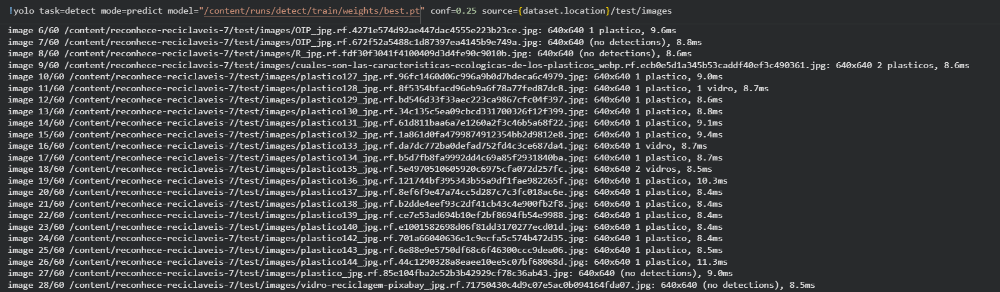 !yolo task=detect mode=predict model="/content/runs/detect/train/weights/best.pt" conf=0.25 source={dataset.location}/test/images
image 6/60 /content/reconhece-reciclaveis-7/test/images/OIP_jpg.rf.4271e574d92ae447dac4555e223b23ce.jpg: 640x640 1 plastico, 9.6ms
image 7/60 /content/reconhece-reciclaveis-7/test/images/OIP_jpg.rf.672f52a5488c1d87397ea4145b9e749a.jpg: 640x640 (no detections), 8.8ms
image 8/60 /content/reconhece-reciclaveis-7/test/images/R_jpg.rf.fdf30f3041f4100409d3d4fe90c9010b.jpg: 640x640 (no detections), 8.6ms
image 9/60 /content/reconhece-reciclaveis-7/test/images/cuales-son-las-caracteristicas-ecologicas-de-los-plasticos_webp.rf.ecb0e5d1a345b53caddf40ef3c490361.jpg: 640x640 2 plasticos, 8.6ms
image 10/60 /content/reconhece-reciclaveis-7/test/images/plastico127_jpg.rf.96fc1460d06c996a9b0d7bdeca6c4979.jpg: 640x640 1 plastico, 9.0ms
image 11/60 /content/reconhece-reciclaveis-7/test/images/plastico128_jpg.rf.8f5354bfacd96eb9a6f78a77fed87dc8.jpg: 640x640 1 plastico, 1 vidro, 8.7ms
image 12/60 /content/reconhece-reciclaveis-7/test/images/plastico129_jpg.rf.bd546d33f33aec223ca9867cfc04f397.jpg: 640x640 1 plastico, 8.6ms
image 13/60 /content/reconhece-reciclaveis-7/test/images/plastico130_jpg.rf.34c135c5ea09cbcd331700326f12f399.jpg: 640x640 1 plastico, 8.8ms
image 14/60 /content/reconhece-reciclaveis-7/test/images/plastico131_jpg.rf.61d811baa6a7e1260a2f3c46b5a68f22.jpg: 640x640 1 plastico, 9.1ms
image 15/60 /content/reconhece-reciclaveis-7/test/images/plastico132_jpg.rf.1a861d0fa4799874912354bb2d9812e8.jpg: 640x640 1 plastico, 9.4ms
image 16/60 /content/reconhece-reciclaveis-7/test/images/plastico133_jpg.rf.da7dc772ba0defad752fd4c3ce687da4.jpg: 640x640 1 vidro, 8.7ms
image 17/60 /content/reconhece-reciclaveis-7/test/images/plastico134_jpg.rf.b5d7fb8fa9992dd4c69a85f2931840ba.jpg: 640x640 1 plastico, 8.7ms
image 18/60 /content/reconhece-reciclaveis-7/test/images/plastico135_jpg.rf.5e4970510605920c6975cfa072d257fc.jpg: 640x640 2 vidros, 8.5ms
image 19/60 /content/reconhece-reciclaveis-7/test/images/plastico136_jpg.rf.121744bf395343b55a9df1fae982265f.jpg: 640x640 1 plastico, 10.3ms
image 20/60 /content/reconhece-reciclaveis-7/test/images/plastico137_jpg.rf.8ef6f9e47a74cc5d287c7c3fc018ac6e.jpg: 640x640 1 plastico, 8.4ms
image 21/60 /content/reconhece-reciclaveis-7/test/images/plastico138_jpg.rf.b2dde4eef93c2df41cb43c4e900fb2f8.jpg: 640x640 1 plastico, 8.4ms
image 22/60 /content/reconhece-reciclaveis-7/test/images/plastico139_jpg.rf.ce7e53ad694b10ef2bf8694fb54e9988.jpg: 640x640 1 plastico, 8.4ms
image 23/60 /content/reconhece-reciclaveis-7/test/images/plastico140_jpg.rf.e1001582698d06f81dd3170277ecd01d.jpg: 640x640 1 plastico, 8.4ms
image 24/60 /content/reconhece-reciclaveis-7/test/images/plastico142_jpg.rf.701a66040636e1c9ecfa5c574b472d35.jpg: 640x640 1 plastico, 8.4ms
image 25/60 /content/reconhece-reciclaveis-7/test/images/plastico143_jpg.rf.6e88e9e5750df68c6f46300ccc9dea06.jpg: 640x640 1 plastico, 8.5ms
image 26/60 /content/reconhece-reciclaveis-7/test/images/plastico144_jpg.rf.44c1290328a8eaee10ee5c07bf68068d.jpg: 640x640 1 plastico, 11.3ms
image 27/60 /content/reconhece-reciclaveis-7/test/images/plastico_jpg.rf.85e104fba2e52b3b42929cf78c36ab43.jpg: 640x640 (no detections), 9.0ms
image 28/60 /content/reconhece-reciclaveis-7/test/images/vidro-reciclagem-pixabay_jpg.rf.71750430c4d9c07e5ac0b094164fda07.jpg: 640x640 (no detections), 8.5ms